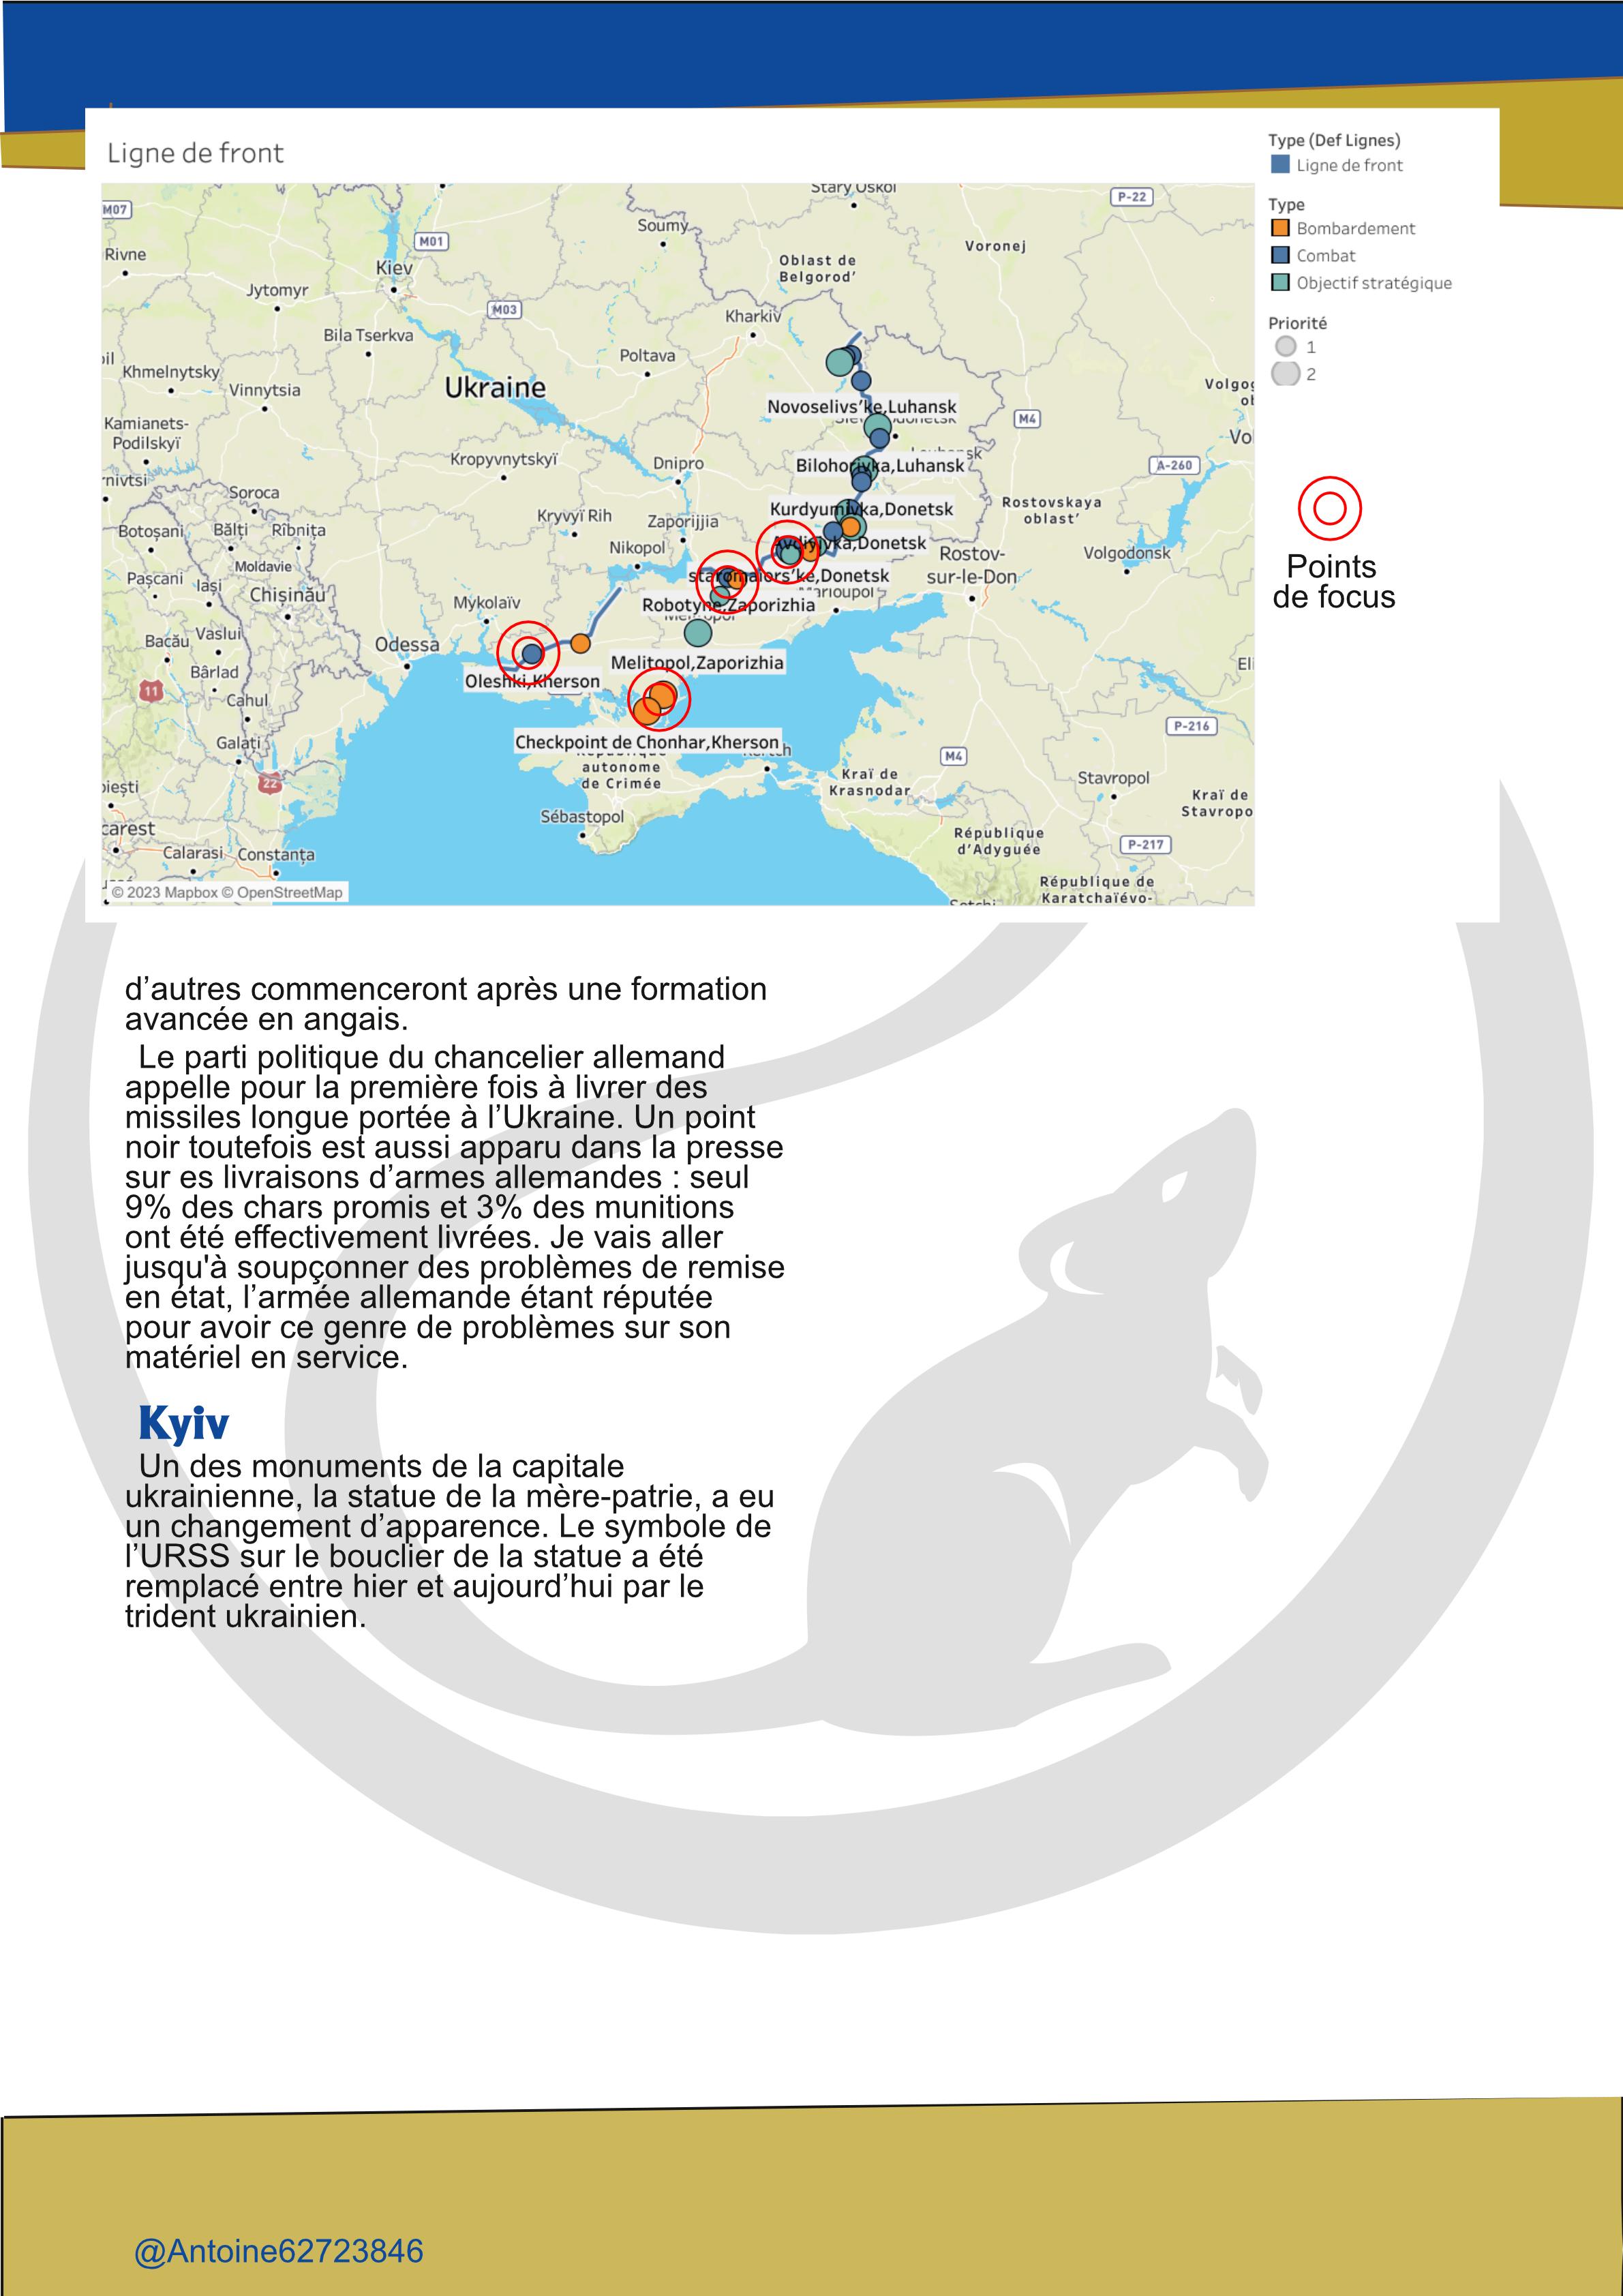 Ligne de front
Type (Def Lignes)
Ligne de front
Type
Bombardement
Combat
Objectif stratégique
Priorité
1
2
Points
de focus
M07
Rivne
Kiev
M01
Soumy
Stary Oskol
P-22
Voronej
Oblast de
Belgorod'
Jytomyr
M03
Kharkiv
Bila Tserkva
Poltava
Khmelnytsky
Vinnytsia
Ukraine
Novoselivs'ke,Luhansk
M4
Kamianets-
Podilskyï
Kropyvnytskyï
Dnipro
Bilohorivka,Luhansk
A-260
Soroca
Kurdyumivka,Donetsk
Rostovskaya
oblast'
Botoșani
Bălți
Rîbnița
Kryvyï Rih
Zaporijjia
Avdiyivka,Donetsk
Nikopol
Rostov-
sur-le-Don
Volgodonsk
Moldavie
Pașcani
Iași
Chișinău
staromaiors'ke,Donetsk
Mykolaïv
Robotyne,Zaporizhia
Marioupol
Bacău
Vaslui
Odessa
Melitopol,Zaporizhia
Bârlad
Oleshki,Kherson
11
Cahul
P-216
Galați
Checkpoint de Chonhar,Kherson
M4
autonome
de Crimée
Kraï de
Krasnodar
Stavropol
22
Kraï de
Stavropo
Sébastopol
République
d'Adyguée
P-217
Calarasi
Constanța
République de
Karatchaïévo-
© 2023 Mapbox © OpenStreetMap
d’autres commenceront après une formation
avancée en angais.
Le parti politique du chancelier allemand
appelle pour la première fois à livrer des
missiles longue portée à l’Ukraine. Un point
noir toutefois est aussi apparu dans la presse
sur es livraisons d’armes allemandes : seul
9% des chars promis et 3% des munitions
ont été effectivement livrées. Je vais aller
jusqu'à soupçonner des problèmes de remise
en état, l’armée allemande étant réputée
pour avoir ce genre de problèmes sur son
matériel en service.
Kyiv
Un des monuments de la capitale
ukrainienne, la statue de la mère-patrie, a eu
un changement d’apparence. Le symbole de
l’URSS sur le bouclier de la statue a été
remplacé entre hier et aujourd’hui par le
trident ukrainien.
@Antoine62723846